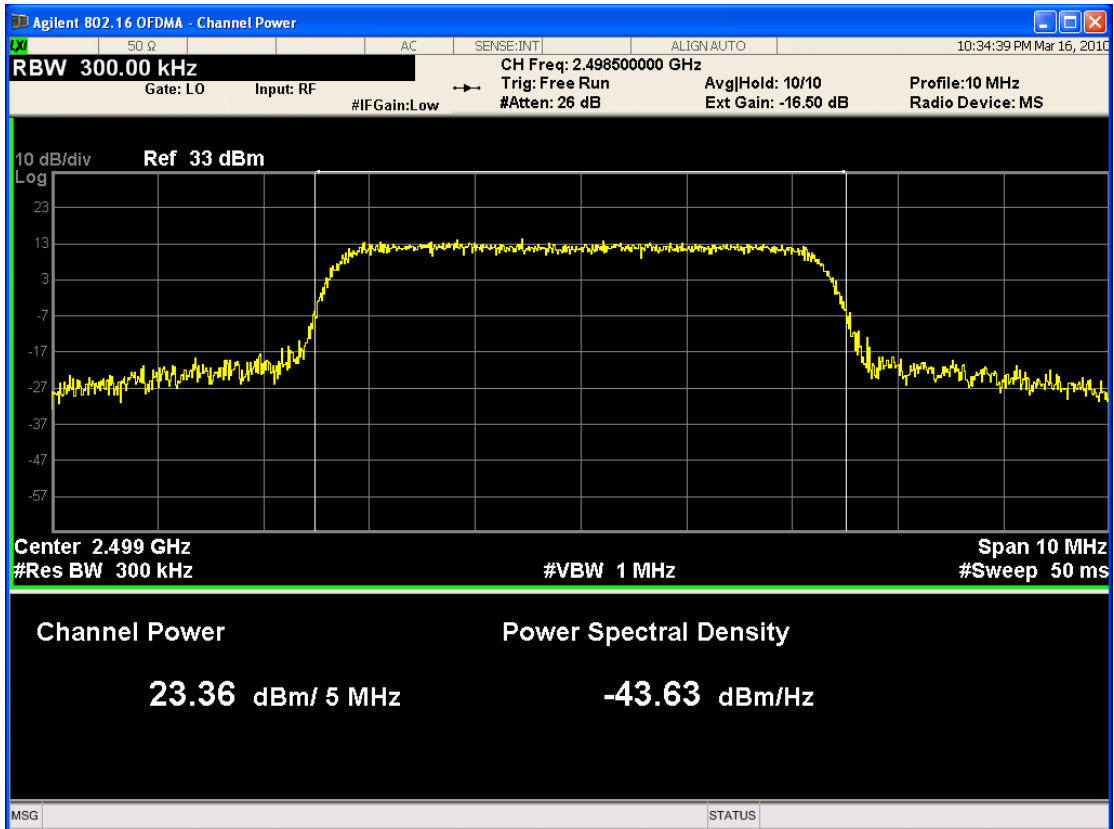 Agilent 802.16 OFDMA - Channel Power
LXI 50 Ω AC SENSE:INT ALIGN AUTO 10:34:39 PM Mar 16, 2010
RBW 300.00 kHz
Gate: LO Input: RF
#IFGain:Low
CH Freq: 2.498500000 GHz
Trig: Free Run
#Atten: 26 dB
Avg|Hold: 10/10
Ext Gain: -16.50 dB
Profile:10 MHz
Radio Device: MS
10 dB/div Ref 33 dBm
Log
23
13
3
-7
-17
-27
-37
-47
-57
Center 2.499 GHz Span 10 MHz
#Res BW 300 kHz #VBW 1 MHz #Sweep 50 ms
Channel Power Power Spectral Density
23.36 dBm/ 5 MHz -43.63 dBm/Hz
MSG STATUS